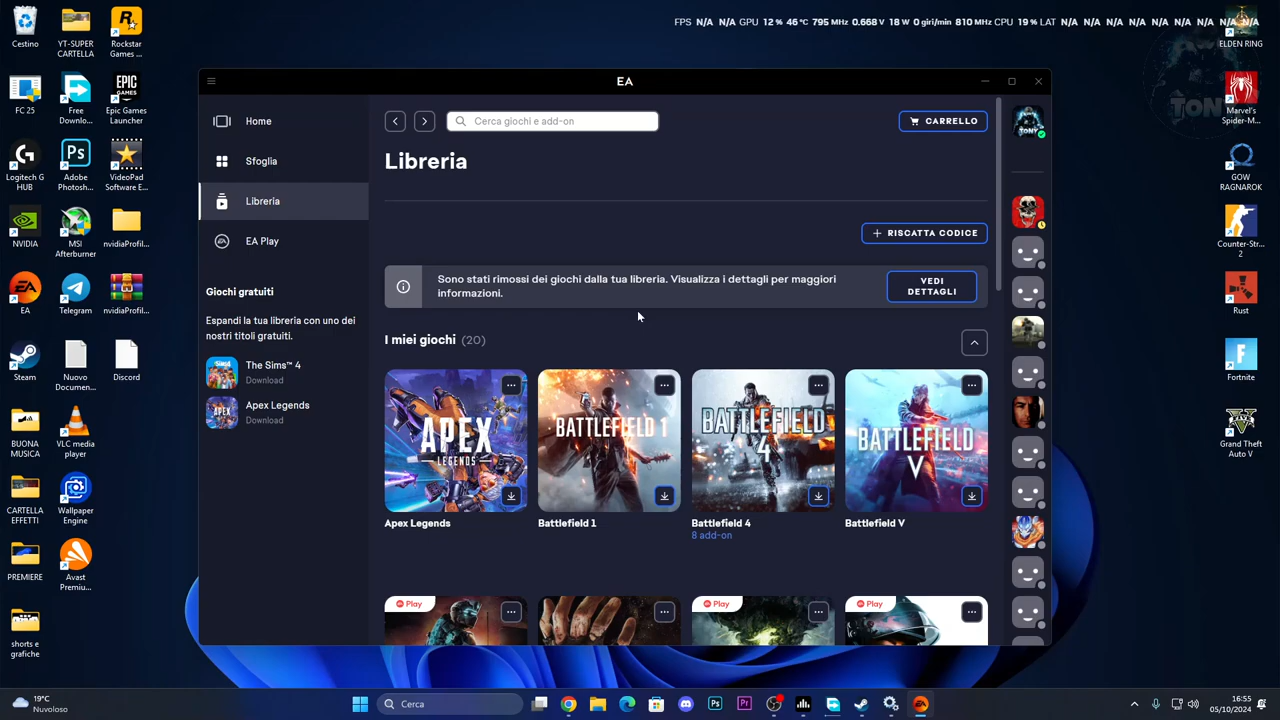 FPS N/A N/A GPU 12 % 46 °C 795 MHz 0.668 V 18 W 0 giri/min 810 MHz CPU 19 % LAT N/A N/A N/A N/A N/A N/A N/A N/A N/A
Cestino
YT-SUPER
CARTELLA
Rockstar
Games ...
FC 25
Free
Downlo...
Epic Games
Launcher
Logitech G
HUB
Adobe
Photosh...
VideoPad
Software E...
NVIDIA
MSI
Afterburner
nvidiaProfil...
EA
Telegram
nvidiaProfil...
Steam
Nuovo
Documen...
Discord
BUONA
MUSICA
VLC media
player
CARTELLA
EFFETTI
Wallpaper
Engine
PREMIERE
Avast
Premiu...
shorts e
grafiche
EA
Home
Sfoglia
Libreria
EA Play
Giochi gratuiti
Espandi la tua libreria con uno dei
nostri titoli gratuiti.
The Sims™ 4
Download
Apex Legends
Download
Cerca giochi e add-on
CARRELLO
Libreria
RISCATTA CODICE
Sono stati rimossi dei giochi dalla tua libreria. Visualizza i dettagli per maggiori
informazioni.
VEDI
DETTAGLI
I miei giochi (20)
APEX
LEGENDS
BATTLEFIELD 1
BATTLEFIELD
4
BATTLEFIELD
V
Apex Legends
Battlefield 1
Battlefield 4
8 add-on
Battlefield V
Play
Play
Play
TONY
ELDEN RING
Marvel's
Spider-M...
GOW
RAGNAROK
Counter-Str...
2
Rust
Fortnite
Grand Theft
Auto V
19°C
Nuvoloso
Cerca
16:55
05/10/2024